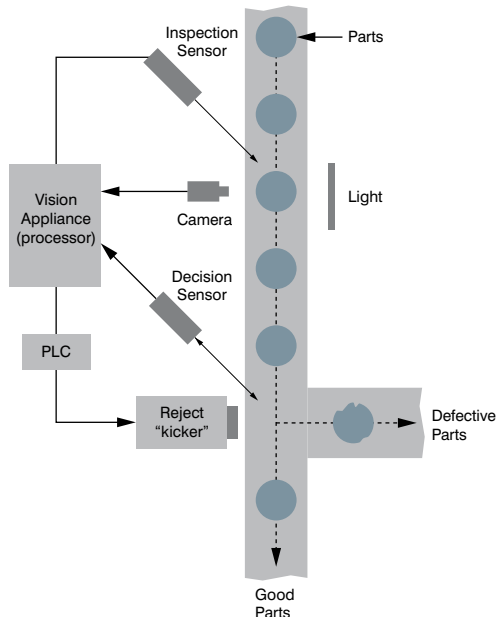 Inspection
Sensor
Parts
Vision
Appliance
(processor)
Camera
Light
Decision
Sensor
PLC
Reject
“kicker”
Defective
Parts
Good
Parts